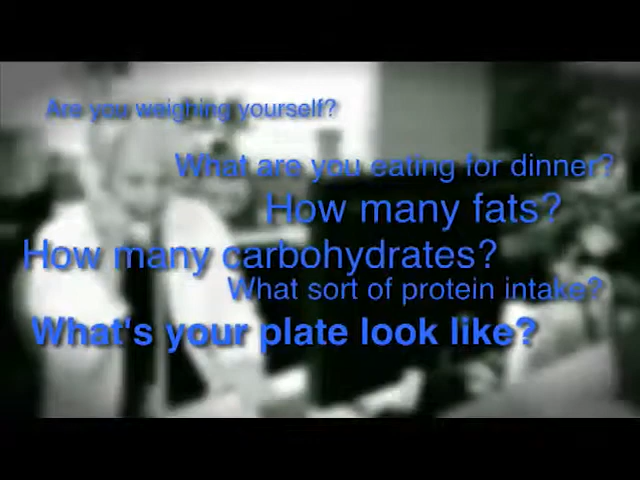 Are you weighing yourself?
What are you eating for dinner?
How many fats?
How many carbohydrates?
What sort of protein intake?
What's your plate look like?